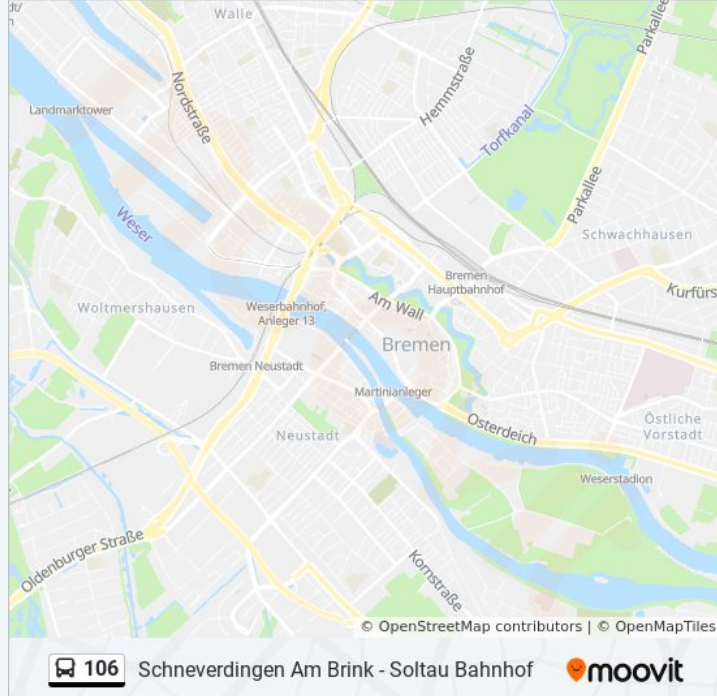 Walle
Parkallee
Nordstraße
Hemmstraße
Landmarktower
Torfkanal
Parkallee
Weser
Schwachhausen
Bremen
Hauptbahnhof
Woltmershausen
Weserbahnhof,
Anleger 13
Am Wall
Bremen
Bremen Neustadt
Martinianleger
Neustadt
Osterdeich
Östliche
Vorstadt
Weserstadion
Oldenburger Straße
Kornstraße
© OpenStreetMap contributors | © OpenMapTiles
106 Schneverdingen Am Brink - Soltau Bahnhof moovit